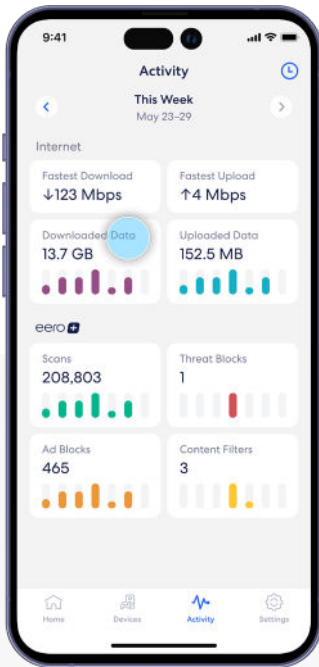 9:41
Activity
This Week
May 23-29
Internet
Fastest Download
↓123 Mbps
Fastest Upload
↑4 Mbps
Downloaded Data
13.7 GB
Uploaded Data
152.5 MB
eero+
Scans
208,803
Threat Blocks
1
Ad Blocks
465
Content Filters
3
Home
Devices
Activity
Settings